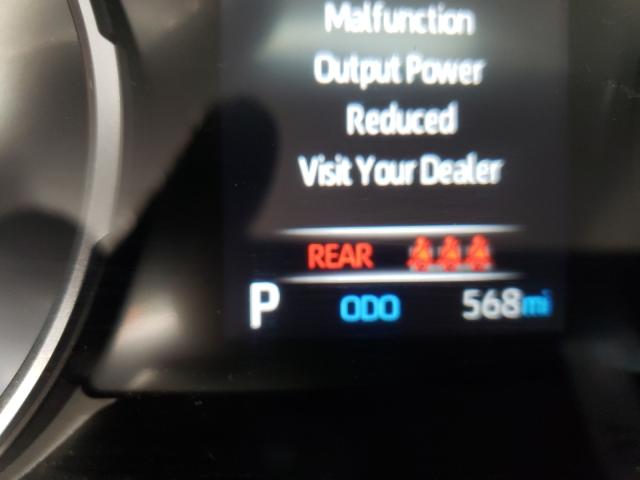 Malfunction
Output Power
Reduced
Visit Your Dealer
REAR
P ODO 568mi